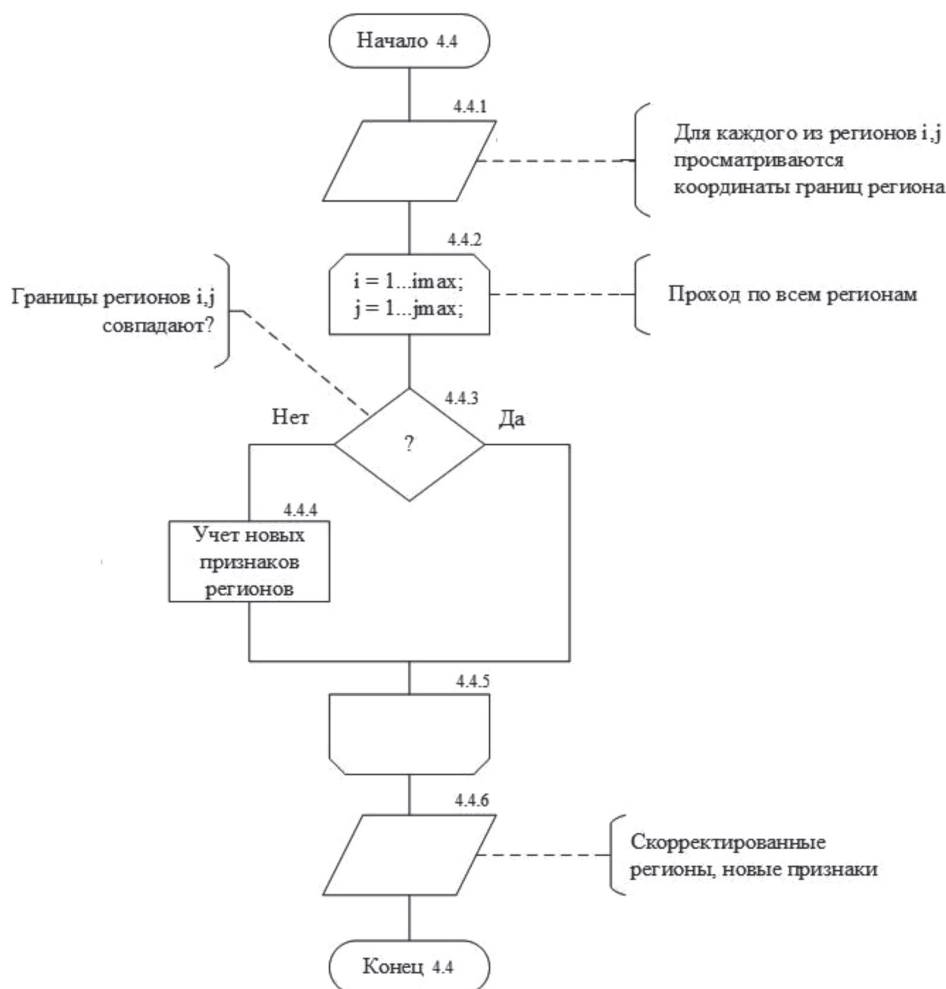 Начало 4.4
4.4.1
Для каждого из регионов i,j
просматриваются
координаты границ региона
4.4.2
i = 1...imax;
j = 1...jmax;
Проход по всем регионам
Границы регионов i,j
совпадают?
4.4.3
Нет
Да
?
4.4.4
Учет новых
признаков
регионов
4.4.5
4.4.6
Скорректированные
регионы, новые признаки
Конец 4.4